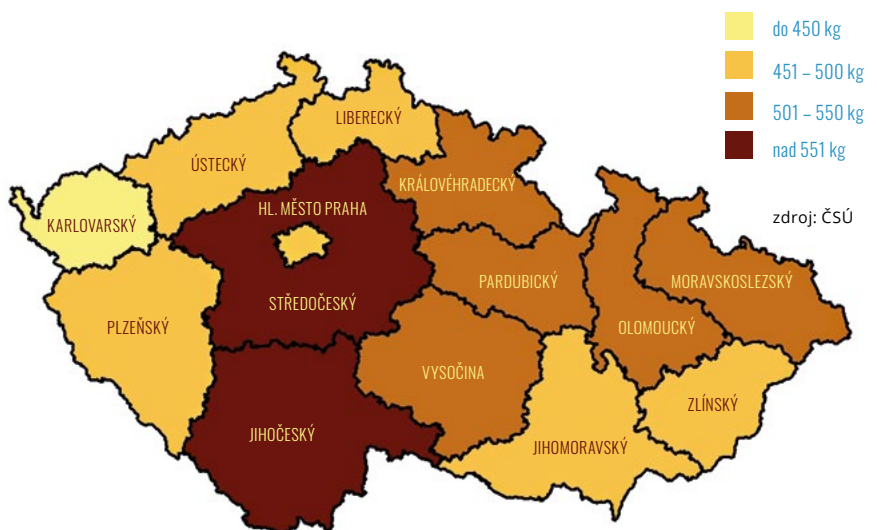 do 450 kg
451 – 500 kg
501 – 550 kg
nad 551 kg
zdroj: ČSÚ
LIBERECKÝ
ÚSTECKÝ
KRÁLOVÉHRADECKÝ
HL. MĚSTO PRAHA
KARLOVARSKÝ
PARDUBICKÝ
MORAVSKOSLEZSKÝ
STŘEDOČESKÝ
PLZEŇSKÝ
OLOMOUCKÝ
VYSOČINA
ZLÍNSKÝ
JIHOČESKÝ
JIHOMORAVSKÝ